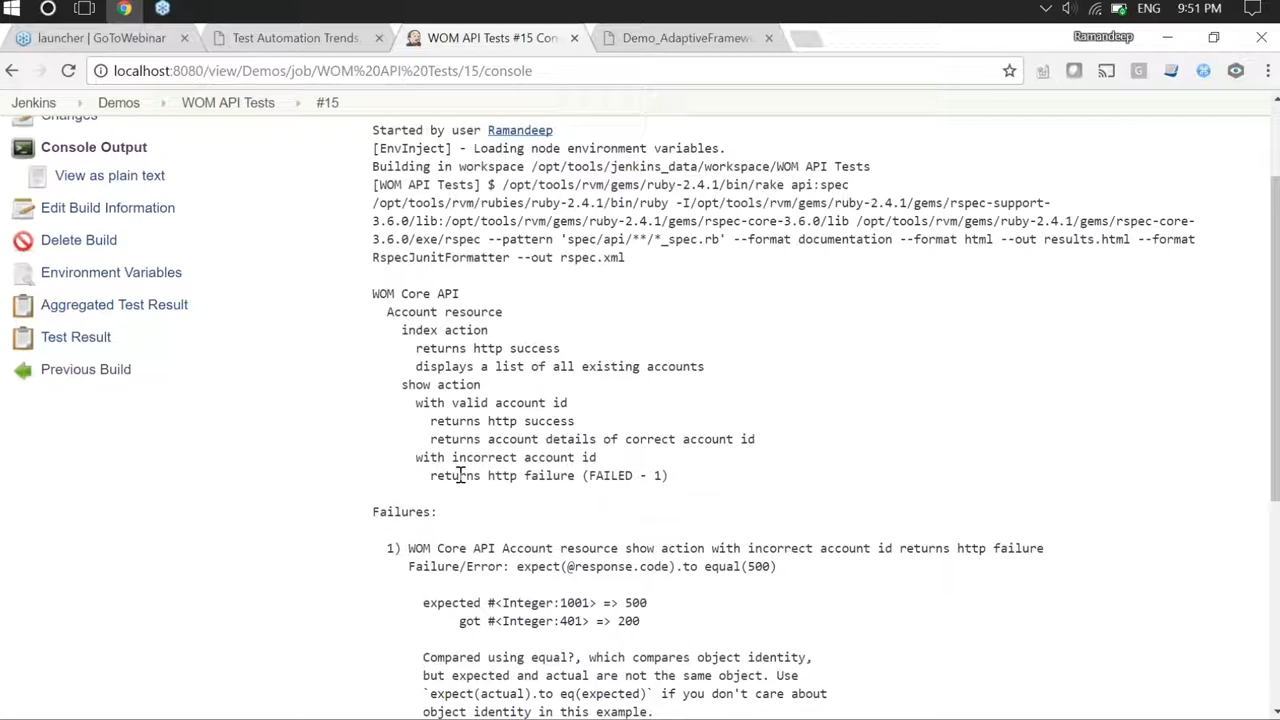 ENG 9:51 PM
launcher | GoToWebinar
Test Automation Trends,
WOM API Tests #15 Con
Demo_AdaptiveFramew
Ramandeep
localhost:8080/view/Demos/job/WOM%20API%20Tests/15/console
Jenkins Demos WOM API Tests #15
Changes
Console Output
View as plain text
Edit Build Information
Delete Build
Environment Variables
Aggregated Test Result
Test Result
Previous Build
Started by user Ramandeep
[EnvInject] - Loading node environment variables.
Building in workspace /opt/tools/jenkins_data/workspace/WOM API Tests
[WOM API Tests] $ /opt/tools/rvm/gems/ruby-2.4.1/bin/rake api:spec
/opt/tools/rvm/rubies/ruby-2.4.1/bin/ruby -I/opt/tools/rvm/gems/ruby-2.4.1/gems/rspec-support-
3.6.0/lib:/opt/tools/rvm/gems/ruby-2.4.1/gems/rspec-core-3.6.0/lib /opt/tools/rvm/gems/ruby-2.4.1/gems/rspec-core-
3.6.0/exe/rspec --pattern 'spec/api/**/*_spec.rb' --format documentation --format html --out results.html --format
RspecJunitFormatter --out rspec.xml
WOM Core API
Account resource
index action
returns http success
displays a list of all existing accounts
show action
with valid account id
returns http success
returns account details of correct account id
with incorrect account id
returns http failure (FAILED - 1)
Failures:
1) WOM Core API Account resource show action with incorrect account id returns http failure
Failure/Error: expect(@response.code).to equal(500)
expected #<Integer:1001> => 500
got #<Integer:401> => 200
Compared using equal?, which compares object identity,
but expected and actual are not the same object. Use
`expect(actual).to eq(expected)` if you don't care about
object identity in this example.